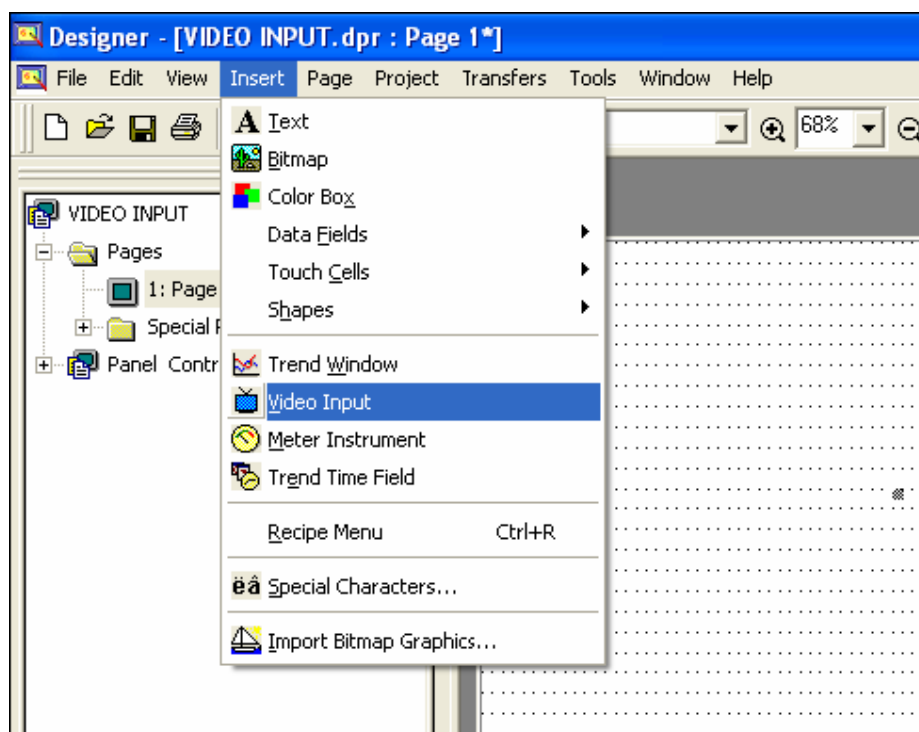 Designer - [VIDEO INPUT.dpr : Page 1*]
File Edit View Insert Page Project Transfers Tools Window Help
68%
A Text
Bitmap
Color Box
Data Fields
Touch Cells
Shapes
Trend Window
Video Input
Meter Instrument
Trend Time Field
Recipe Menu Ctrl+R
ëâ Special Characters...
Import Bitmap Graphics...
VIDEO INPUT
Pages
1: Page
Special
Panel Contr